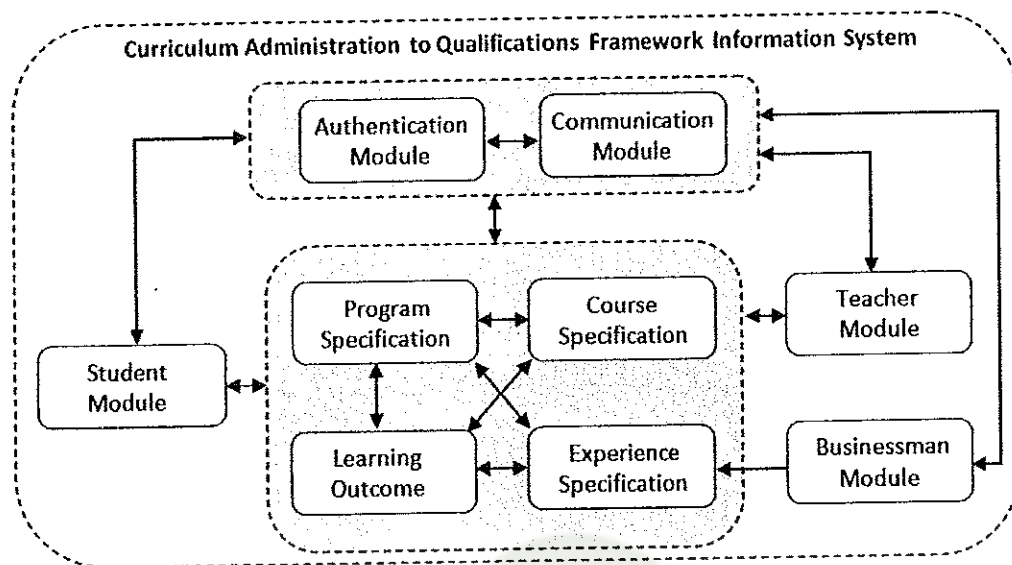 Curriculum Administration to Qualifications Framework Information System
Authentication
Module
Communication
Module
Program
Specification
Course
Specification
Teacher
Module
Student
Module
Learning
Outcome
Experience
Specification
Businessman
Module